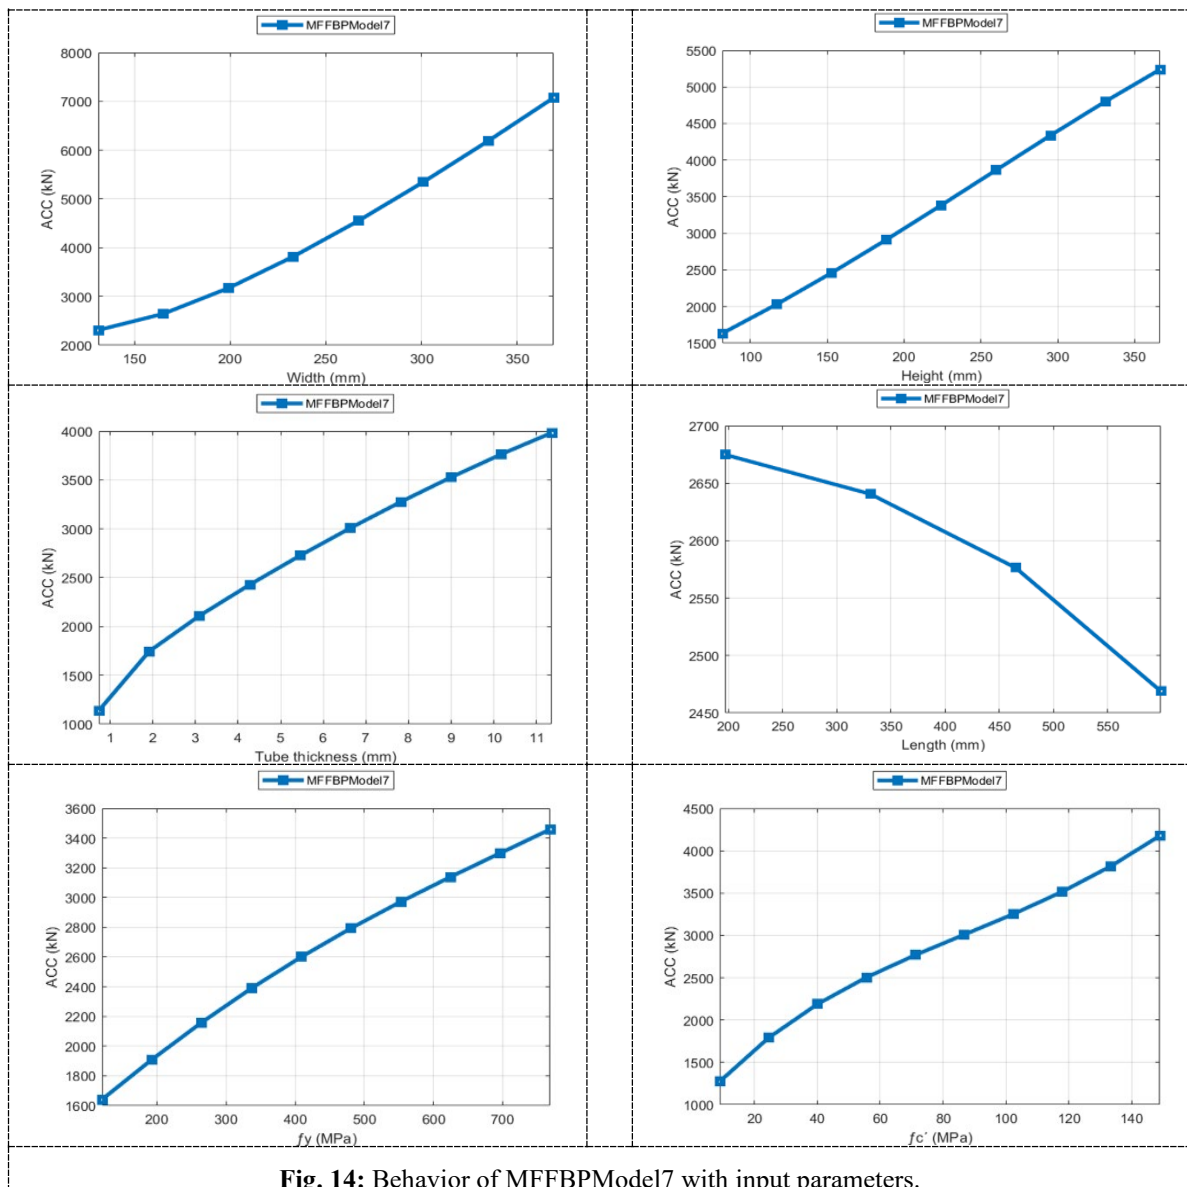 MFFBPModel7
8000
7000
6000
5000
4000
3000
2000
ACC (kN)
150 200 250 300 350
Width (mm)
MFFBPModel7
5500
5000
4500
4000
3500
3000
2500
2000
1500
ACC (kN)
100 150 200 250 300 350
Height (mm)
MFFBPModel7
4000
3500
3000
2500
2000
1500
1000
ACC (kN)
1 2 3 4 5 6 7 8 9 10 11
Tube thickness (mm)
MFFBPModel7
2700
2650
2600
2550
2500
2450
ACC (kN)
200 250 300 350 400 450 500 550
Length (mm)
MFFBPModel7
3600
3400
3200
3000
2800
2600
2400
2200
2000
1800
1600
ACC (kN)
200 300 400 500 600 700
ƒy (MPa)
MFFBPModel7
4500
4000
3500
3000
2500
2000
1500
1000
ACC (kN)
20 40 60 80 100 120 140
ƒc′ (MPa)
Fig. 14: Behavior of MFFBPModel7 with input parameters.